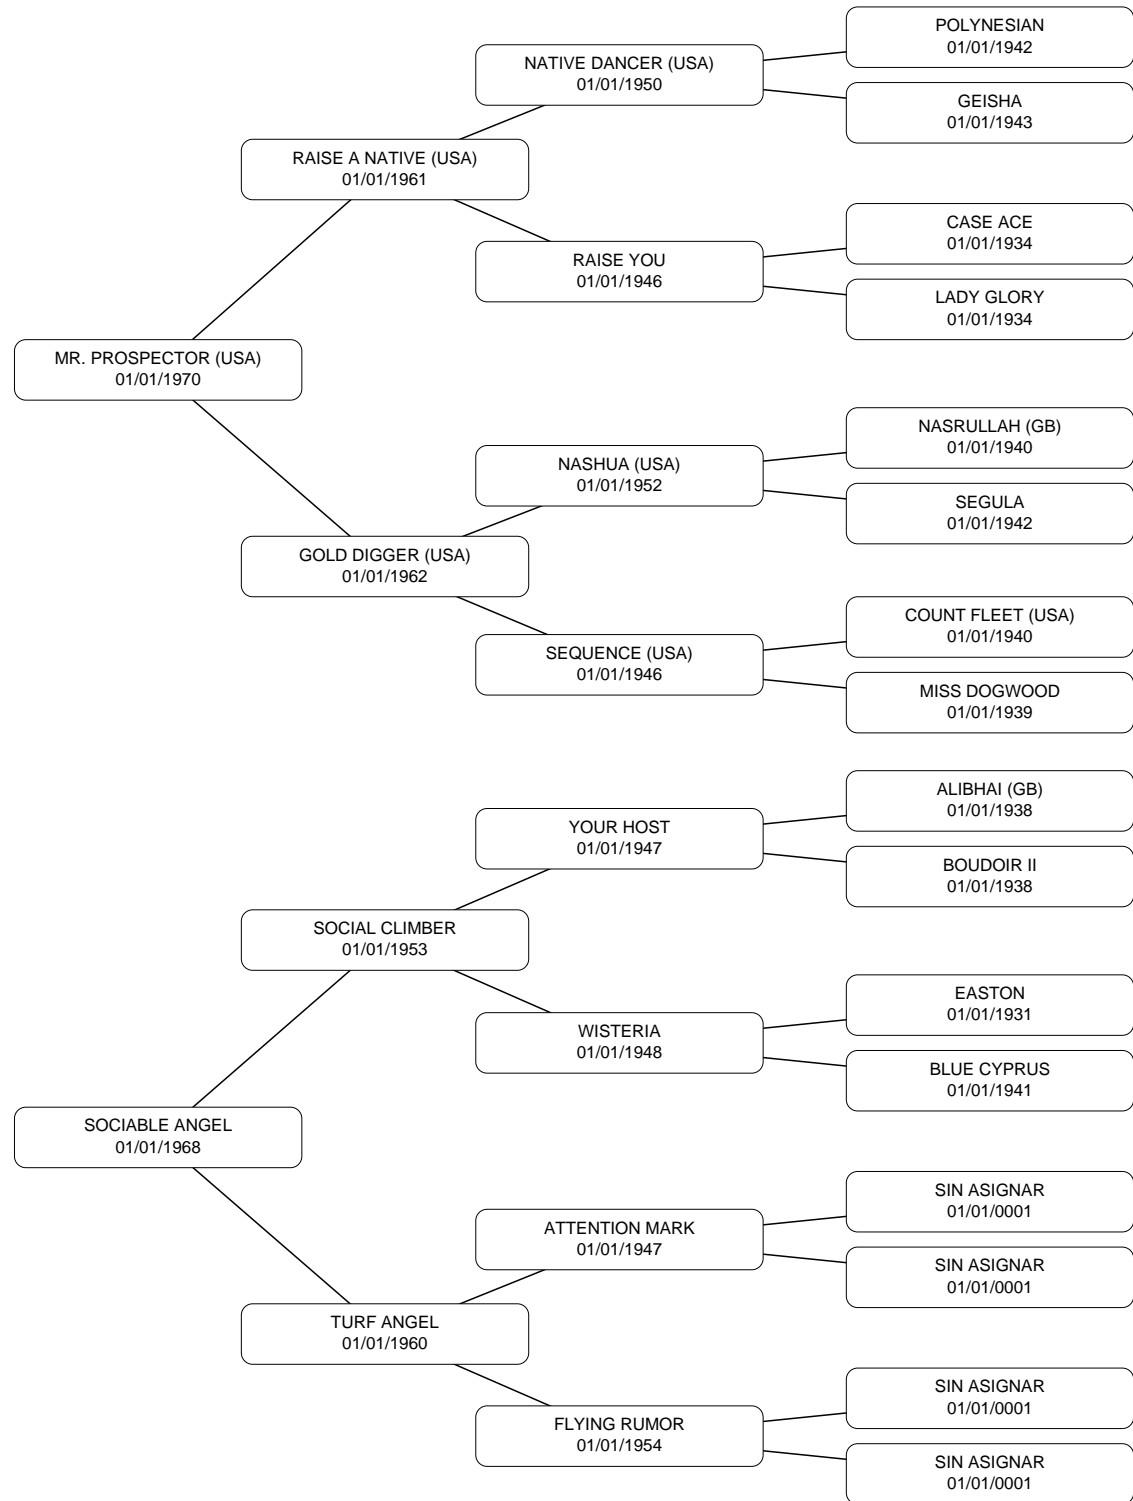 POLYNESIAN
01/01/1942
NATIVE DANCER (USA)
01/01/1950
GEISHA
01/01/1943
RAISE A NATIVE (USA)
01/01/1961
CASE ACE
01/01/1934
RAISE YOU
01/01/1946
LADY GLORY
01/01/1934
MR. PROSPECTOR (USA)
01/01/1970
NASRULLAH (GB)
01/01/1940
NASHUA (USA)
01/01/1952
SEGULA
01/01/1942
GOLD DIGGER (USA)
01/01/1962
COUNT FLEET (USA)
01/01/1940
SEQUENCE (USA)
01/01/1946
MISS DOGWOOD
01/01/1939
ALIBHAI (GB)
01/01/1938
YOUR HOST
01/01/1947
BOUDOIR II
01/01/1938
SOCIAL CLIMBER
01/01/1953
EASTON
01/01/1931
WISTERIA
01/01/1948
BLUE CYPRUS
01/01/1941
SOCIABLE ANGEL
01/01/1968
SIN ASIGNAR
01/01/0001
ATTENTION MARK
01/01/1947
SIN ASIGNAR
01/01/0001
TURF ANGEL
01/01/1960
SIN ASIGNAR
01/01/0001
FLYING RUMOR
01/01/1954
SIN ASIGNAR
01/01/0001